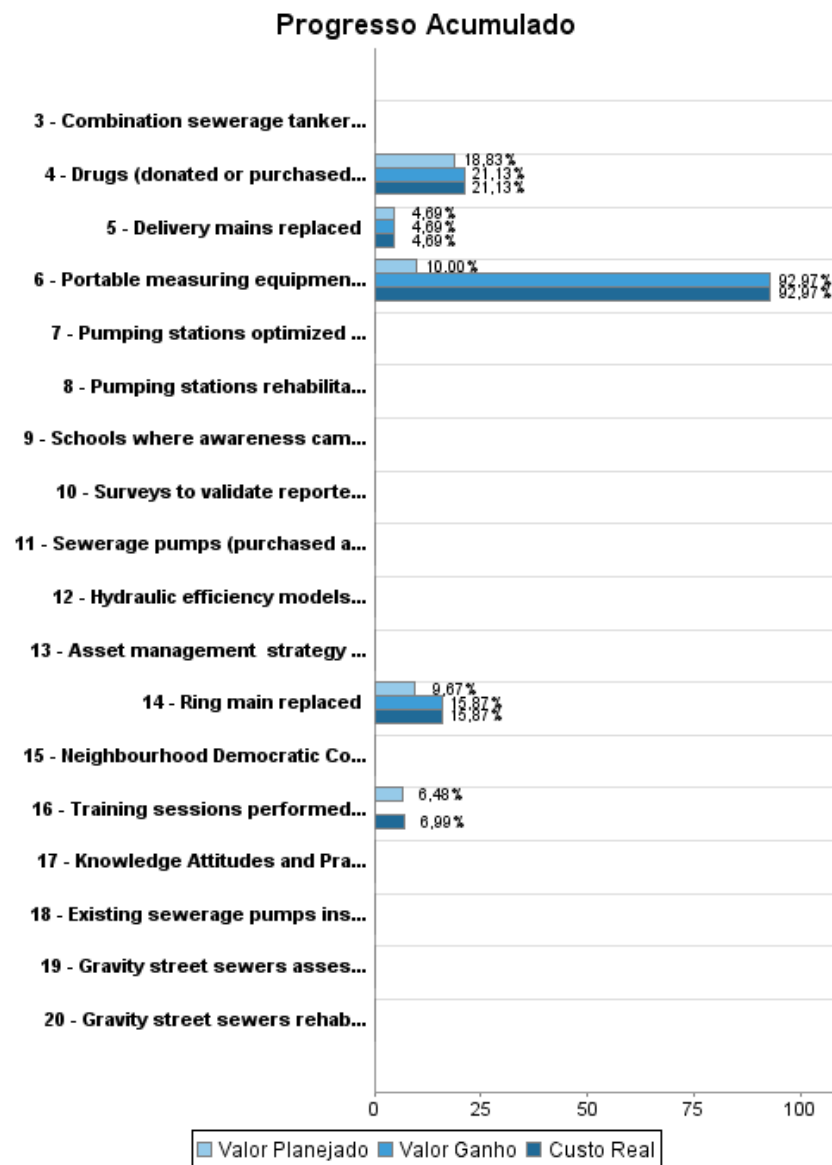 Progresso Acumulado
3 - Combination sewerage tanker...
4 - Drugs (donated or purchased...
18,83%
21,13%
21,13%
5 - Delivery mains replaced
4,69%
4,69%
4,69%
6 - Portable measuring equipmen...
10,00%
92,97%
92,97%
7 - Pumping stations optimized ...
8 - Pumping stations rehabilita...
9 - Schools where awareness cam...
10 - Surveys to validate reporte...
11 - Sewerage pumps (purchased a...
12 - Hydraulic efficiency models...
13 - Asset management  strategy ...
14 - Ring main replaced
9,67%
15,87%
15,87%
15 - Neighbourhood Democratic Co...
16 - Training sessions performed...
6,48%
6,99%
17 - Knowledge Attitudes and Pra...
18 - Existing sewerage pumps ins...
19 - Gravity street sewers asses...
20 - Gravity street sewers rehab...
0 25 50 75 100
Valor Planejado Valor Ganho Custo Real